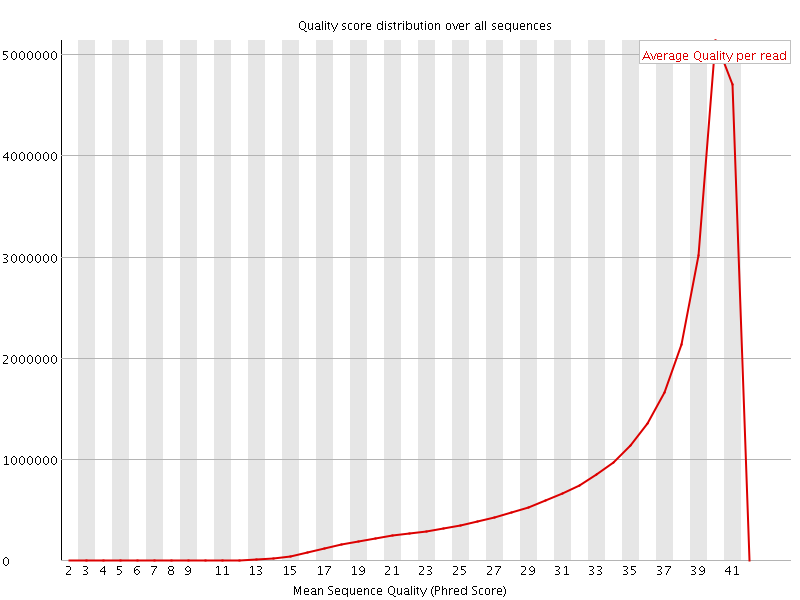 Quality score distribution over all sequences
Average Quality per read
5000000
4000000
3000000
2000000
1000000
0
2 3 4 5 6 7 8 9 11 13 15 17 19 21 23 25 27 29 31 33 35 37 39 41
Mean Sequence Quality (Phred Score)